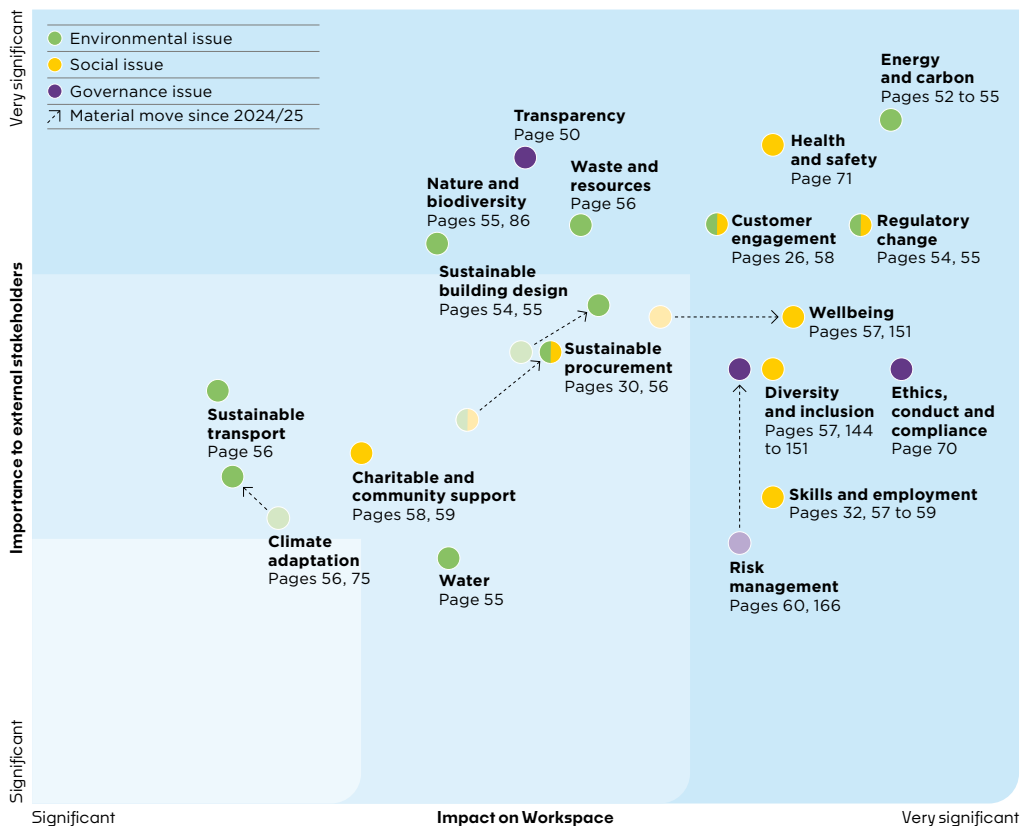 Very significant
Importance to external stakeholders
Significant
Environmental issue
Social issue
Governance issue
Material move since 2024/25
Energy
and carbon
Pages 52 to 55
Transparency
Page 50
Health
and safety
Page 71
Waste and
resources
Page 56
Nature and
biodiversity
Pages 55, 86
Customer
engagement
Pages 26, 58
Regulatory
change
Pages 54, 55
Sustainable
building design
Pages 54, 55
Wellbeing
Pages 57, 151
Sustainable
procurement
Pages 30, 56
Diversity
and inclusion
Pages 57, 144
to 151
Ethics,
conduct and
compliance
Page 70
Sustainable
transport
Page 56
Charitable and
community support
Pages 58, 59
Skills and employment
Pages 32, 57 to 59
Climate
adaptation
Pages 56, 75
Water
Page 55
Risk
management
Pages 60, 166
Significant
Impact on Workspace
Very significant